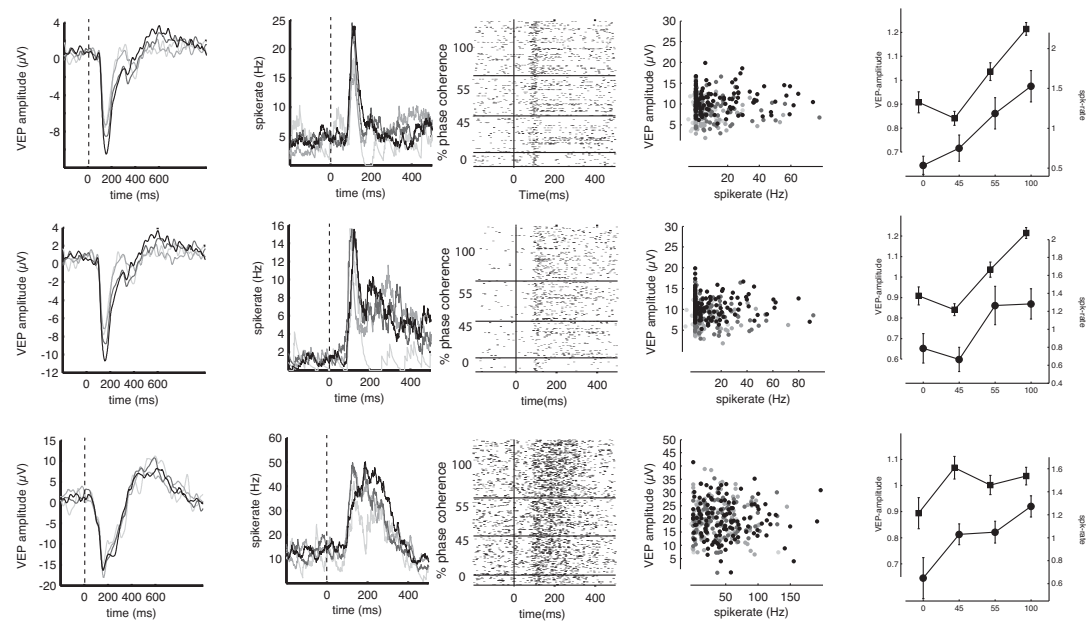 4
0
-4
-8
VEP amplitude (µV)
0 200 400 600
time (ms)
25
20
15
10
5
spikerate (Hz)
0 200 400
time (ms)
100
55
45
0
% phase coherence
0 200 400
Time(ms)
30
25
20
15
10
5
VEP amplitude (µV)
20 40 60
spikerate (Hz)
1.2
1
0.9
0.8
0.7
VEP-amplitude
0 45 55 100
2
1.5
1
0.5
spik-rate
4
2
0
-2
-4
-6
-8
-10
-12
VEP amplitude (µV)
0 200 400 600
time (ms)
16
14
12
10
8
6
4
2
spikerate (Hz)
0 200 400
time (ms)
100
55
45
0
% phase coherence
0 200 400
time(ms)
30
25
20
15
10
5
VEP amplitude (µV)
0 20 40 60 80
spikerate (Hz)
1.2
1
0.9
0.8
0.7
0.6
VEP-amplitude
0 45 55 100
2
1.8
1.6
1.4
1.2
1
0.8
0.6
0.4
spik-rate
15
10
5
0
-5
-10
-15
-20
VEP amplitude (µV)
0 200 400 600
time (ms)
60
50
40
30
20
10
spikerate (Hz)
0 200 400
time (ms)
100
55
45
0
% phase coherence
0 200 400
time(ms)
50
45
40
35
30
25
20
15
10
5
VEP amplitude (µV)
50 100 150
spikerate (Hz)
1.1
1
0.9
0.8
0.7
VEP-amplitude
0 45 55 100
1.6
1.4
1.2
1
0.8
0.6
spik-rate